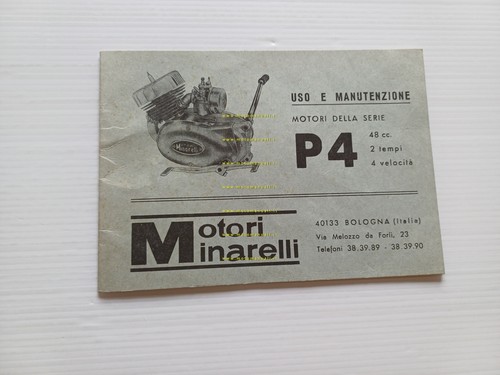 USO E MANUTENZIONE
MOTORI DELLA SERIE
P4
48 cc.
2 tempi
4 velocità
Minarelli
Motori
Minarelli
40133 BOLOGNA (Italia)
Via Melozzo da Forlì, 23
Telefoni 38.39.89 - 38.39.90